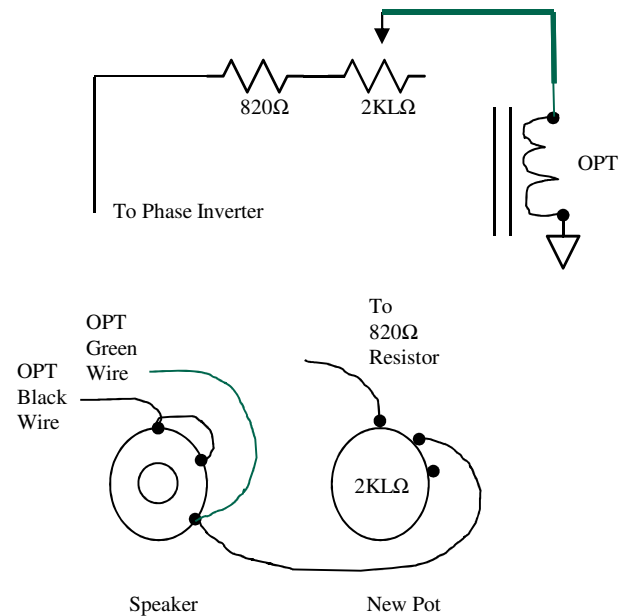 820Ω
2KLΩ
OPT
To Phase Inverter
OPT
Green
Wire
To
820Ω
Resistor
OPT
Black
Wire
2KLΩ
Speaker
New Pot